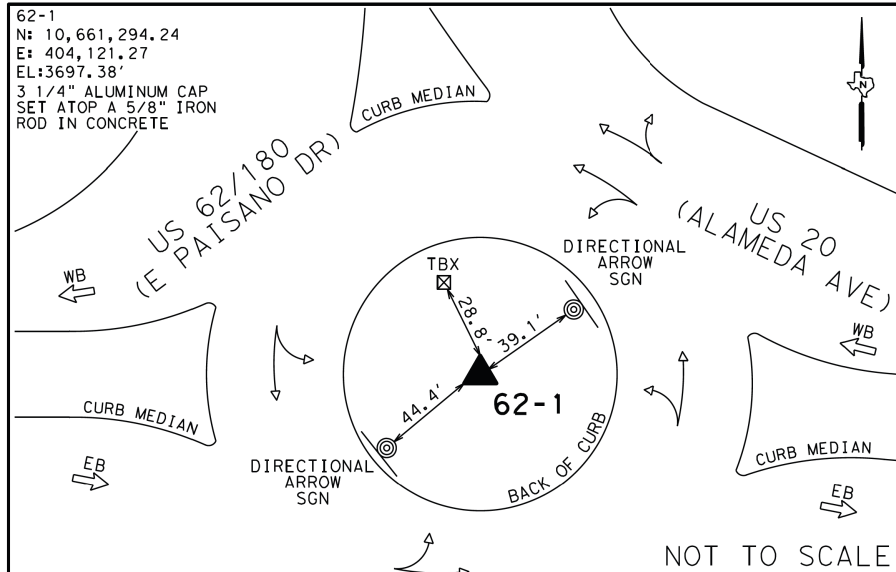 62-1
N: 10,661,294.24
E: 404,121.27
EL:3697.38'
3 1/4" ALUMINUM CAP
SET ATOP A 5/8" IRON
ROD IN CONCRETE
CURB MEDIAN
N
US 62/180
(E PAISANO DR)
US 20
(ALAMEDA AVE)
DIRECTIONAL
ARROW
SGN
TBX
WB
28.8'
39.1'
WB
62-1
44.4'
CURB MEDIAN
CURB MEDIAN
EB
DIRECTIONAL
ARROW
SGN
BACK OF CURB
EB
NOT TO SCALE